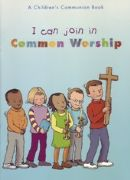 A Children's Communion Book
I can join in
Common Worship